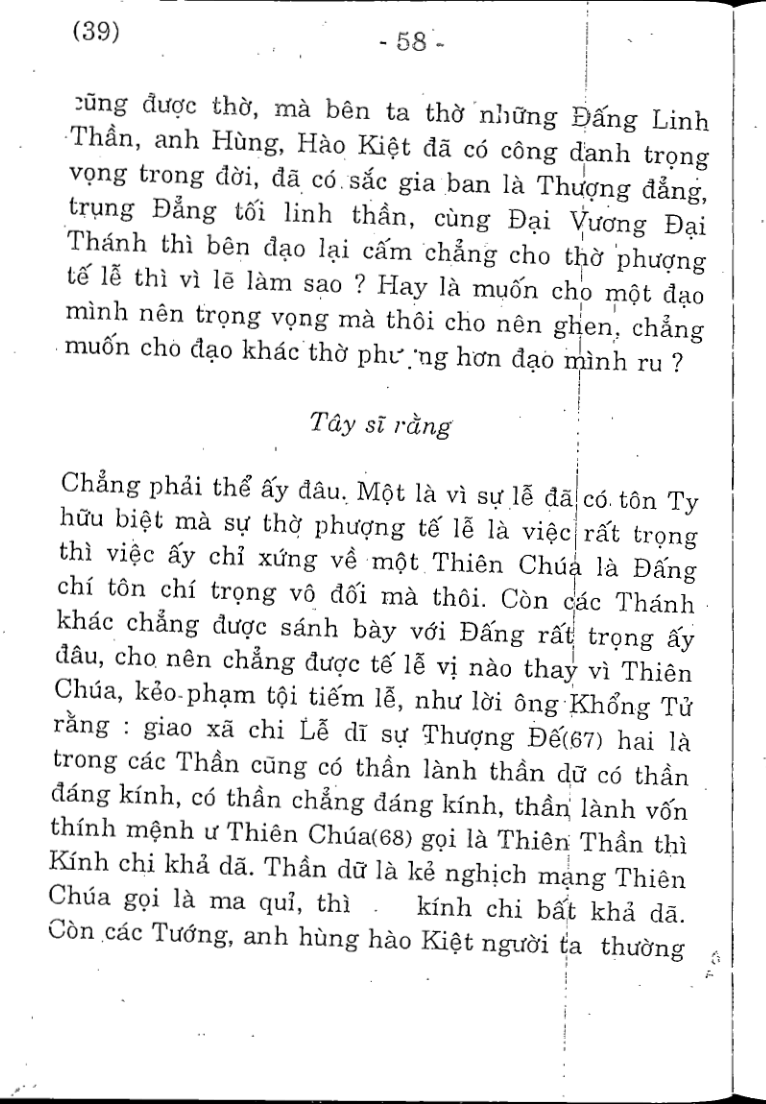 (39)
- 58 -
cũng được thờ, mà bên ta thờ những Đấng Linh
Thần, anh Hùng, Hào Kiệt đã có công danh trọng
vọng trong đời, đã có sắc gia ban là Thượng đẳng,
trung Đẳng tối linh thần, cùng Đại Vương Đại
Thánh thì bên đạo lại cấm chẳng cho thờ phượng
tế lễ thì vì lẽ làm sao ? Hay là muốn cho một đạo
mình nên trọng vọng mà thôi cho nên ghen, chẳng
muốn cho đạo khác thờ phượng hơn đạo mình ru ?
Tây sĩ rằng
Chẳng phải thể ấy đâu. Một là vì sự lễ đã có tôn Ty
hữu biệt mà sự thờ phượng tế lễ là việc rất trọng
thì việc ấy chỉ xứng về một Thiên Chúa là Đấng
chí tôn chí trọng vô đối mà thôi. Còn các Thánh
khác chẳng được sánh bày với Đấng rất trọng ấy
đâu, cho nên chẳng được tế lễ vị nào thay vì Thiên
Chúa, kẻo phạm tội tiếm lễ, như lời ông Khổng Tử
rằng : giao xã chi Lễ dĩ sự Thượng Đế(67) hai là
trong các Thần cũng có thần lành thần dữ có thần
đáng kính, có thần chẳng đáng kính, thần lành vốn
thính mệnh ư Thiên Chúa(68) gọi là Thiên Thần thì
Kính chi khả dã. Thần dữ là kẻ nghịch mạng Thiên
Chúa gọi là ma quỉ, thì kính chi bất khả dã.
Còn các Tướng, anh hùng hào Kiệt người ta thường